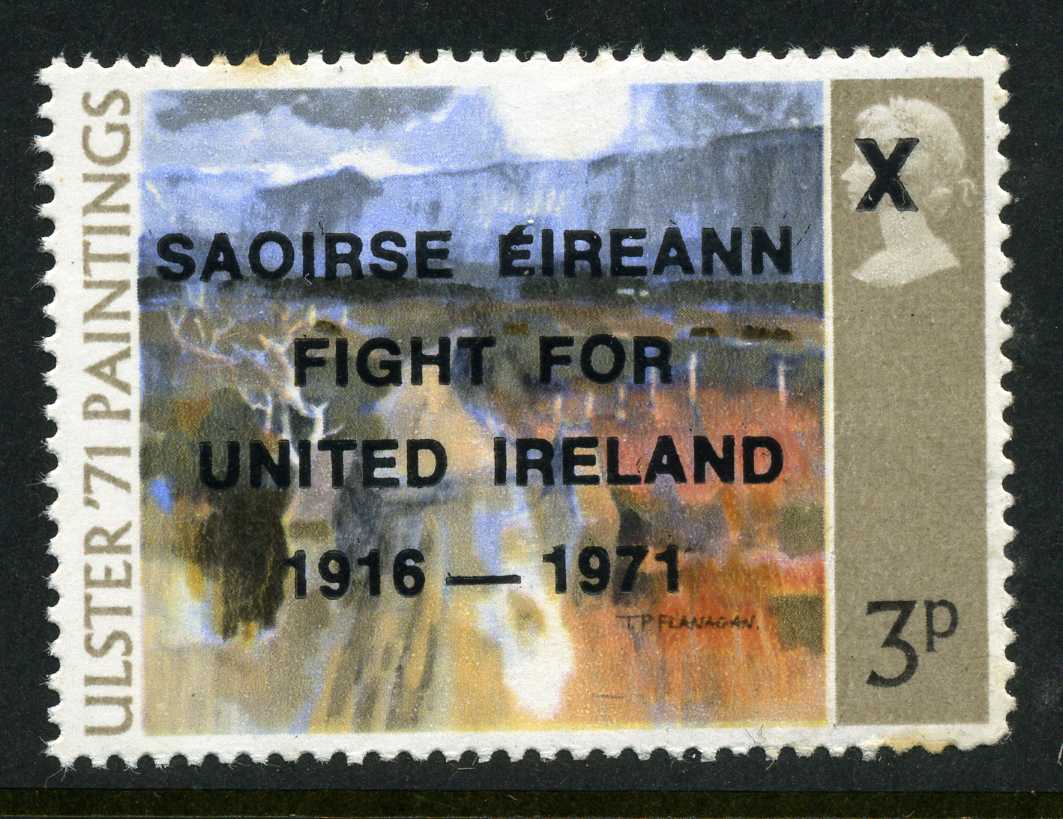 ULSTER '71 PAINTINGS
X
SAOIRSE ÉIREANN
FIGHT FOR
UNITED IRELAND
1916 — 1971
T.P. FLANAGAN.
3p